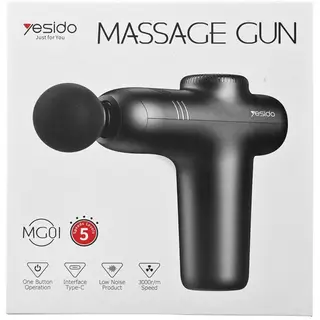 Yesido
Just for You
MASSAGE GUN
Yesido
MG01
5
One Button
Operation
Interface
Type-C
Low Noise
Product
3000r/m
Speed